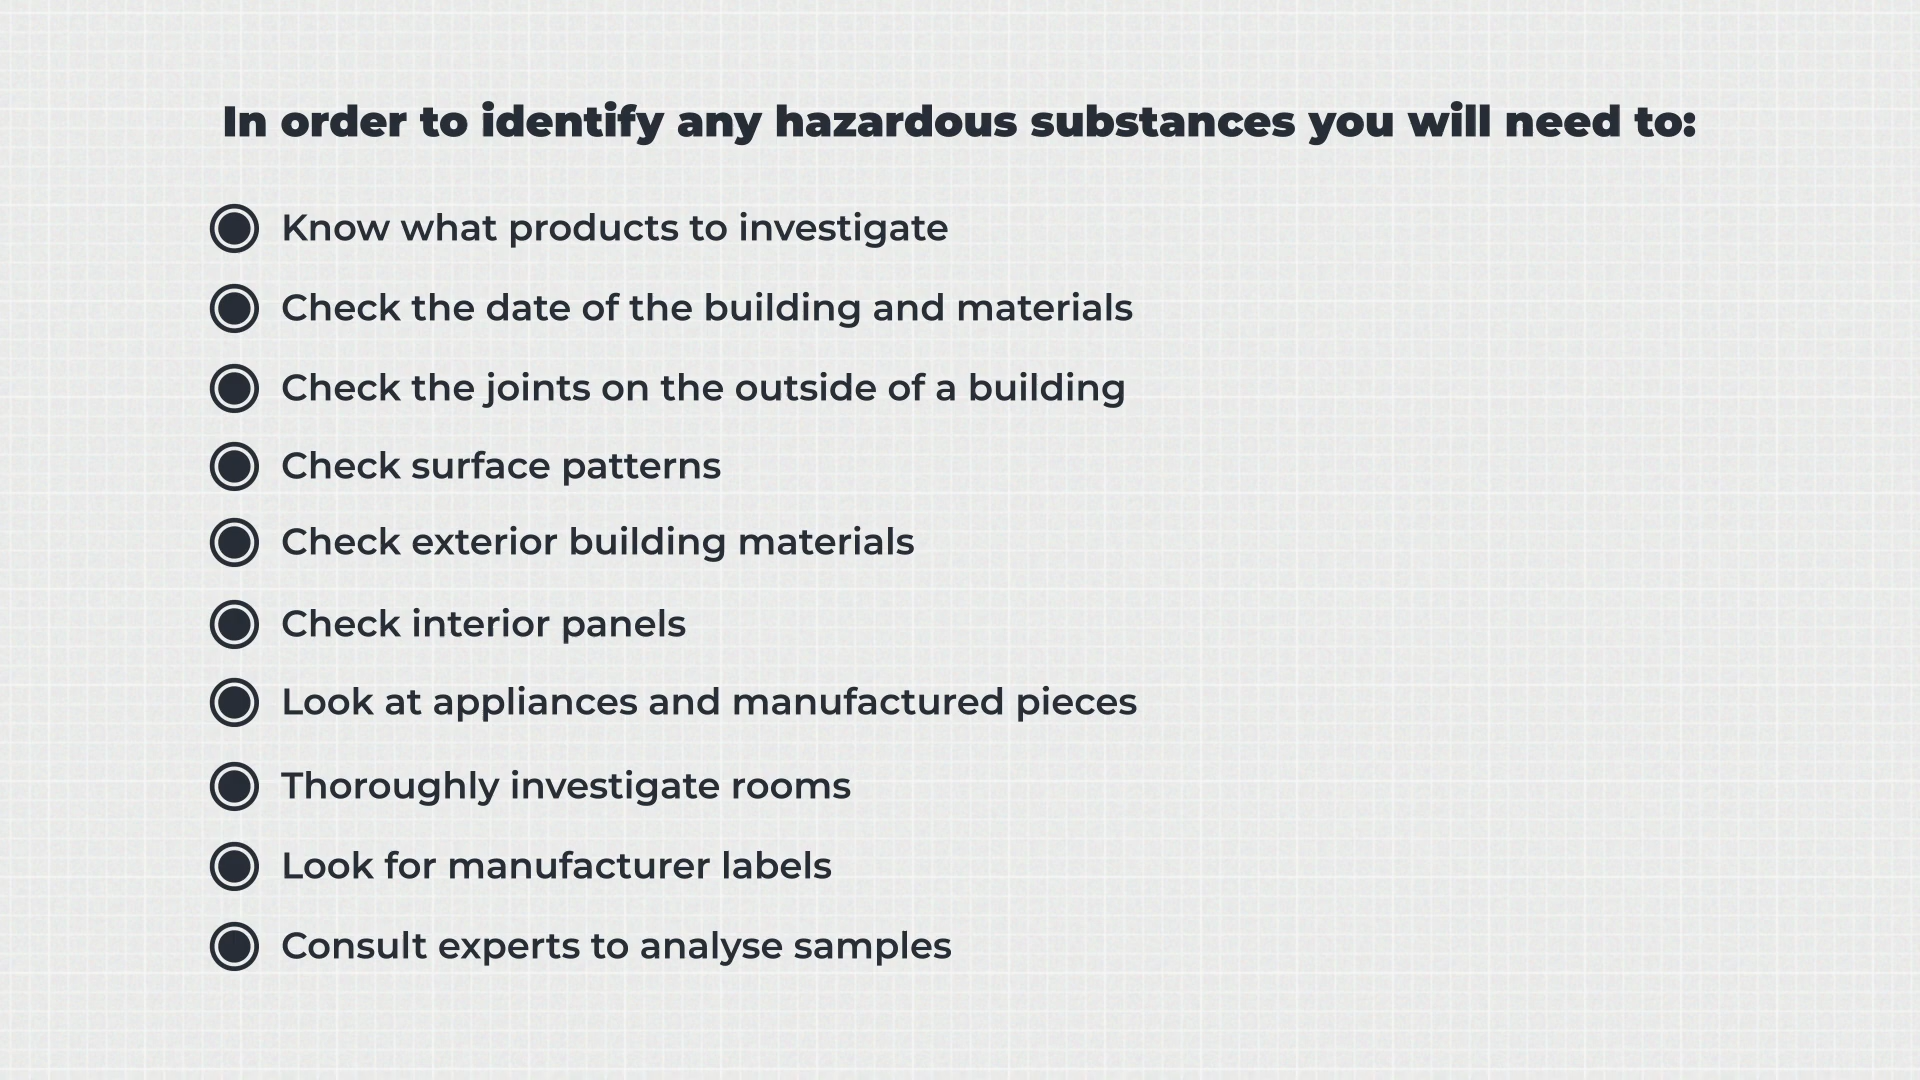 In order to identify any hazardous substances you will need to:
Know what products to investigate
Check the date of the building and materials
Check the joints on the outside of a building
Check surface patterns
Check exterior building materials
Check interior panels
Look at appliances and manufactured pieces
Thoroughly investigate rooms
Look for manufacturer labels
Consult experts to analyse samples